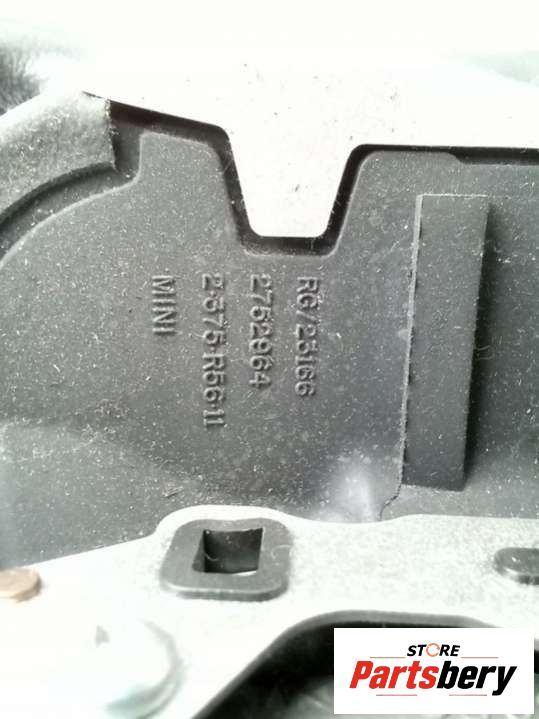 RG/25166
2752964
2-575-R56-11
MINI
STORE
Partsbery